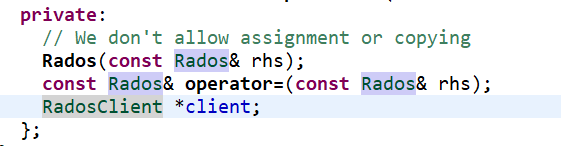 private:
// We don't allow assignment or copying
Rados(const Rados& rhs);
const Rados& operator=(const Rados& rhs);
RadosClient *client;
};